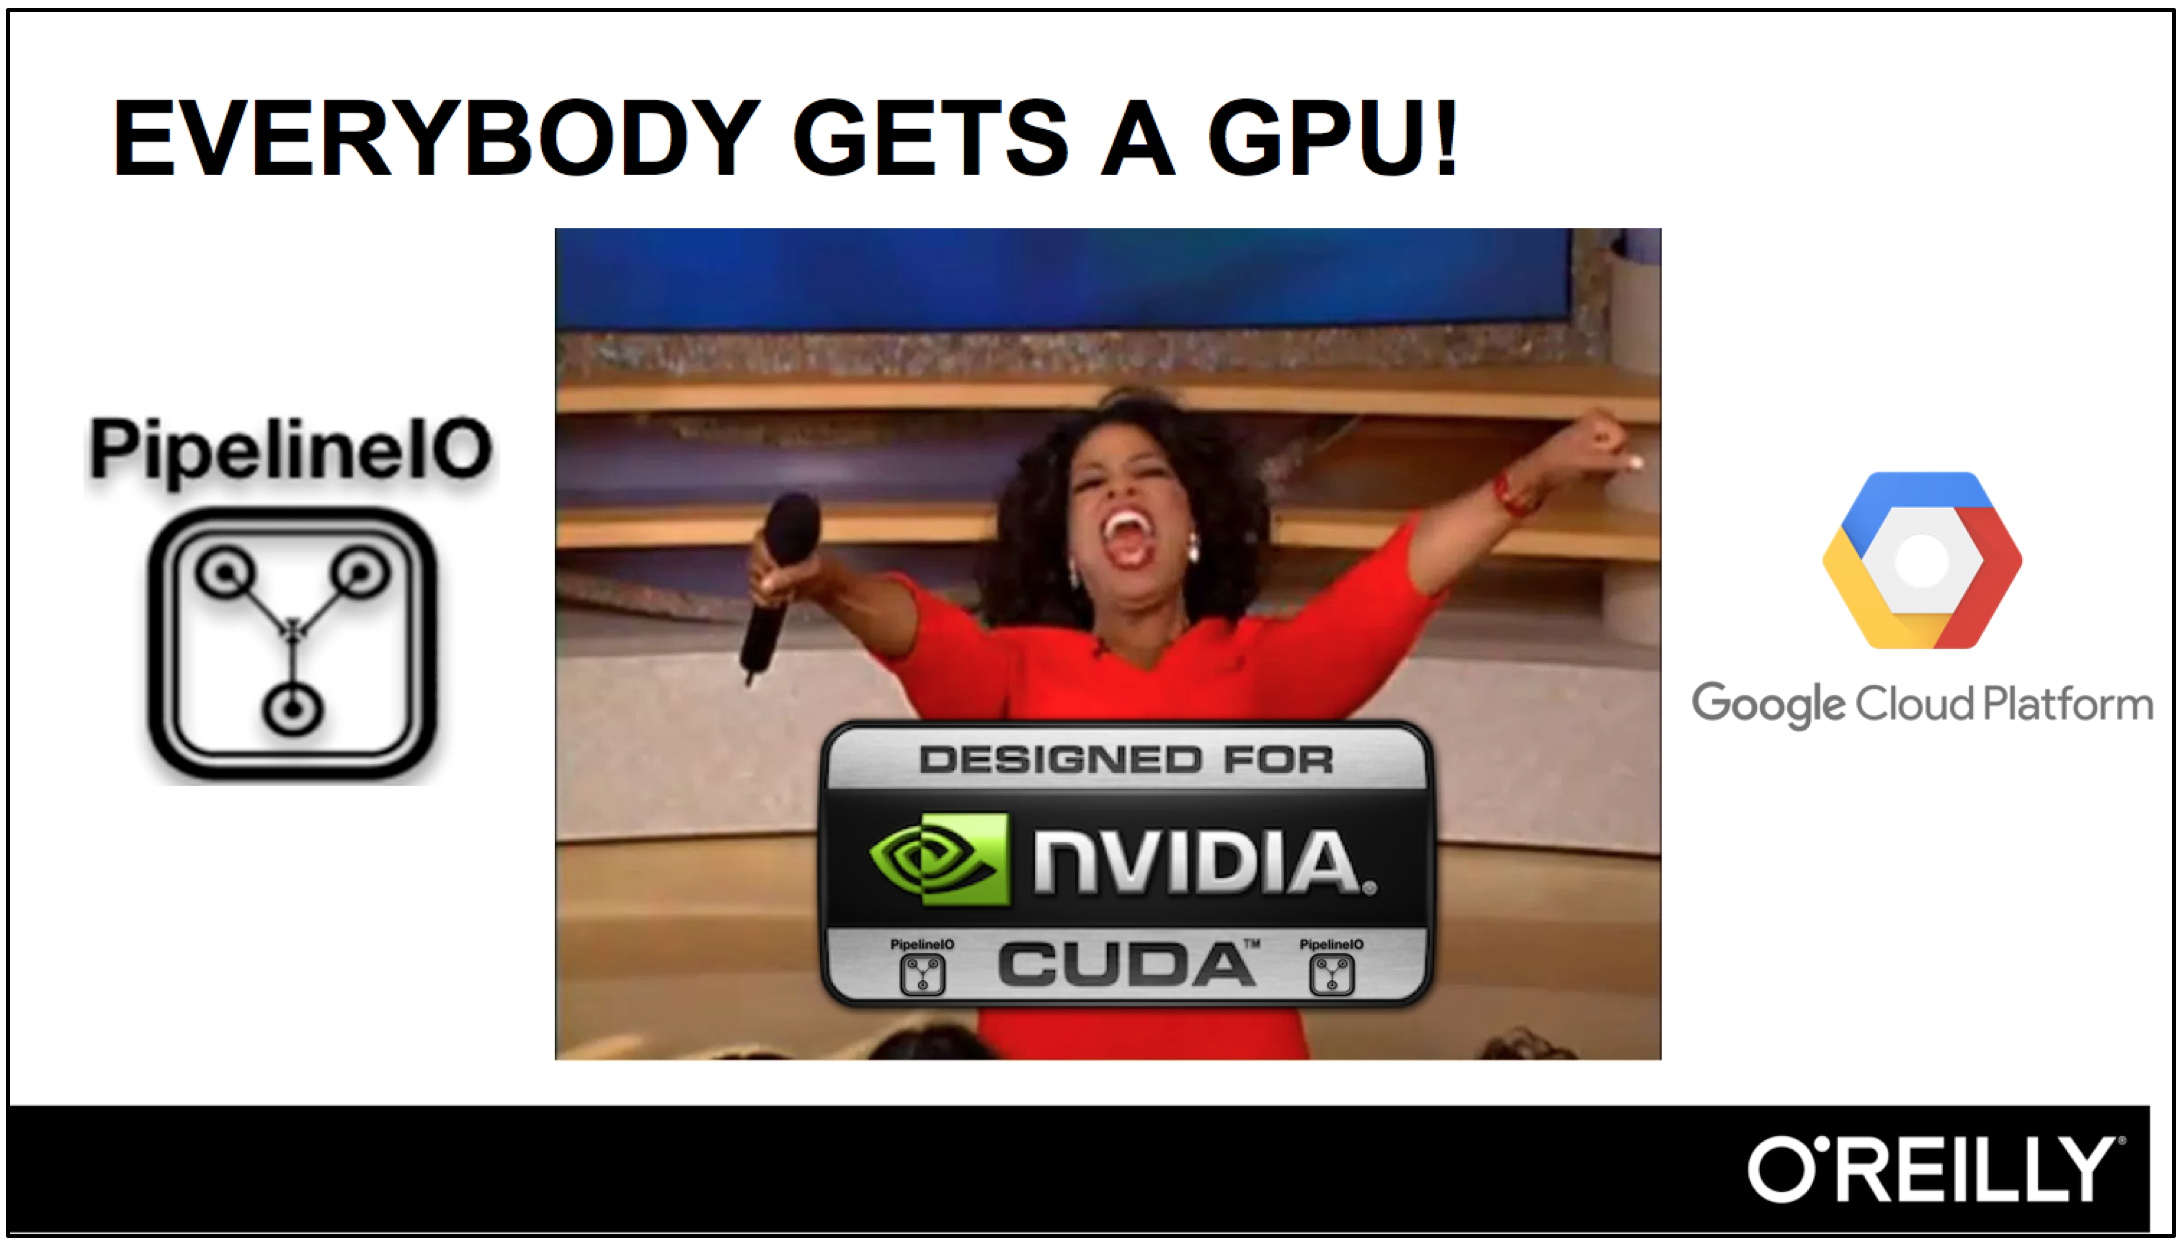 EVERYBODY GETS A GPU!
PipelineIO
DESIGNED FOR
NVIDIA®
PipelineIO CUDA™ PipelineIO
Google Cloud Platform
O'REILLY®